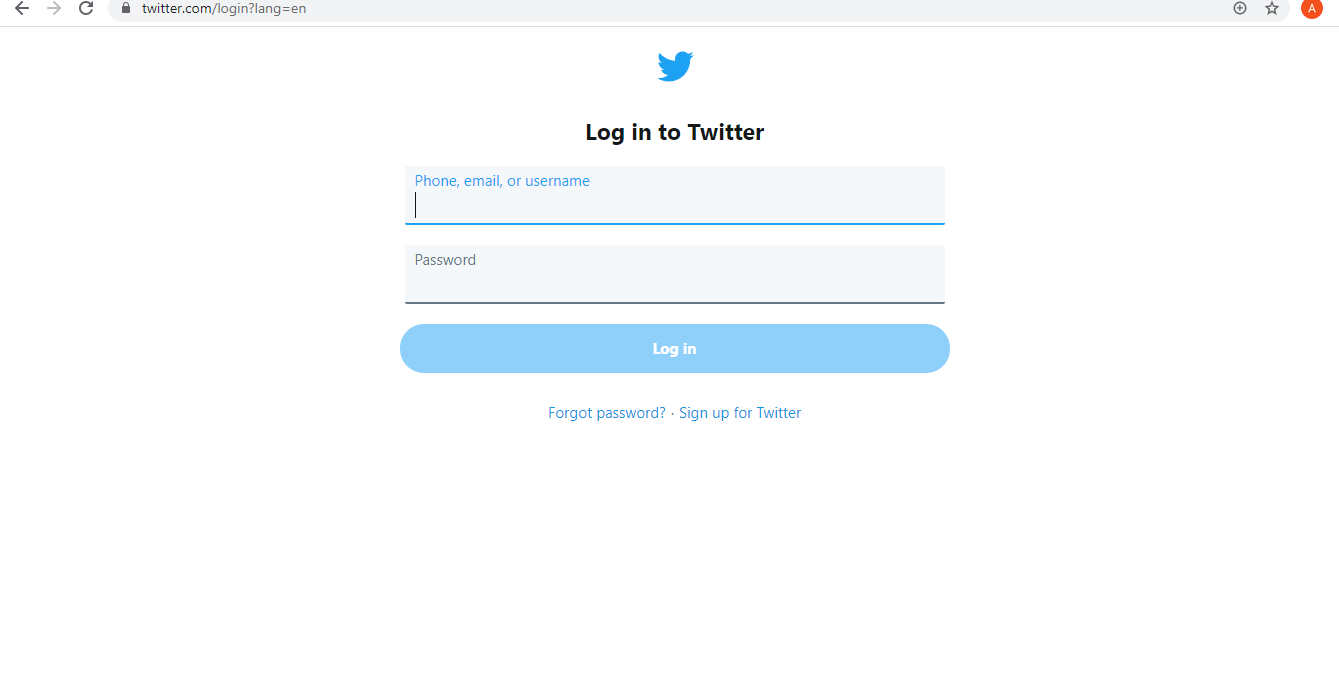 twitter.com/login?lang=en
A
Log in to Twitter
Phone, email, or username
Password
Log in
Forgot password? · Sign up for Twitter